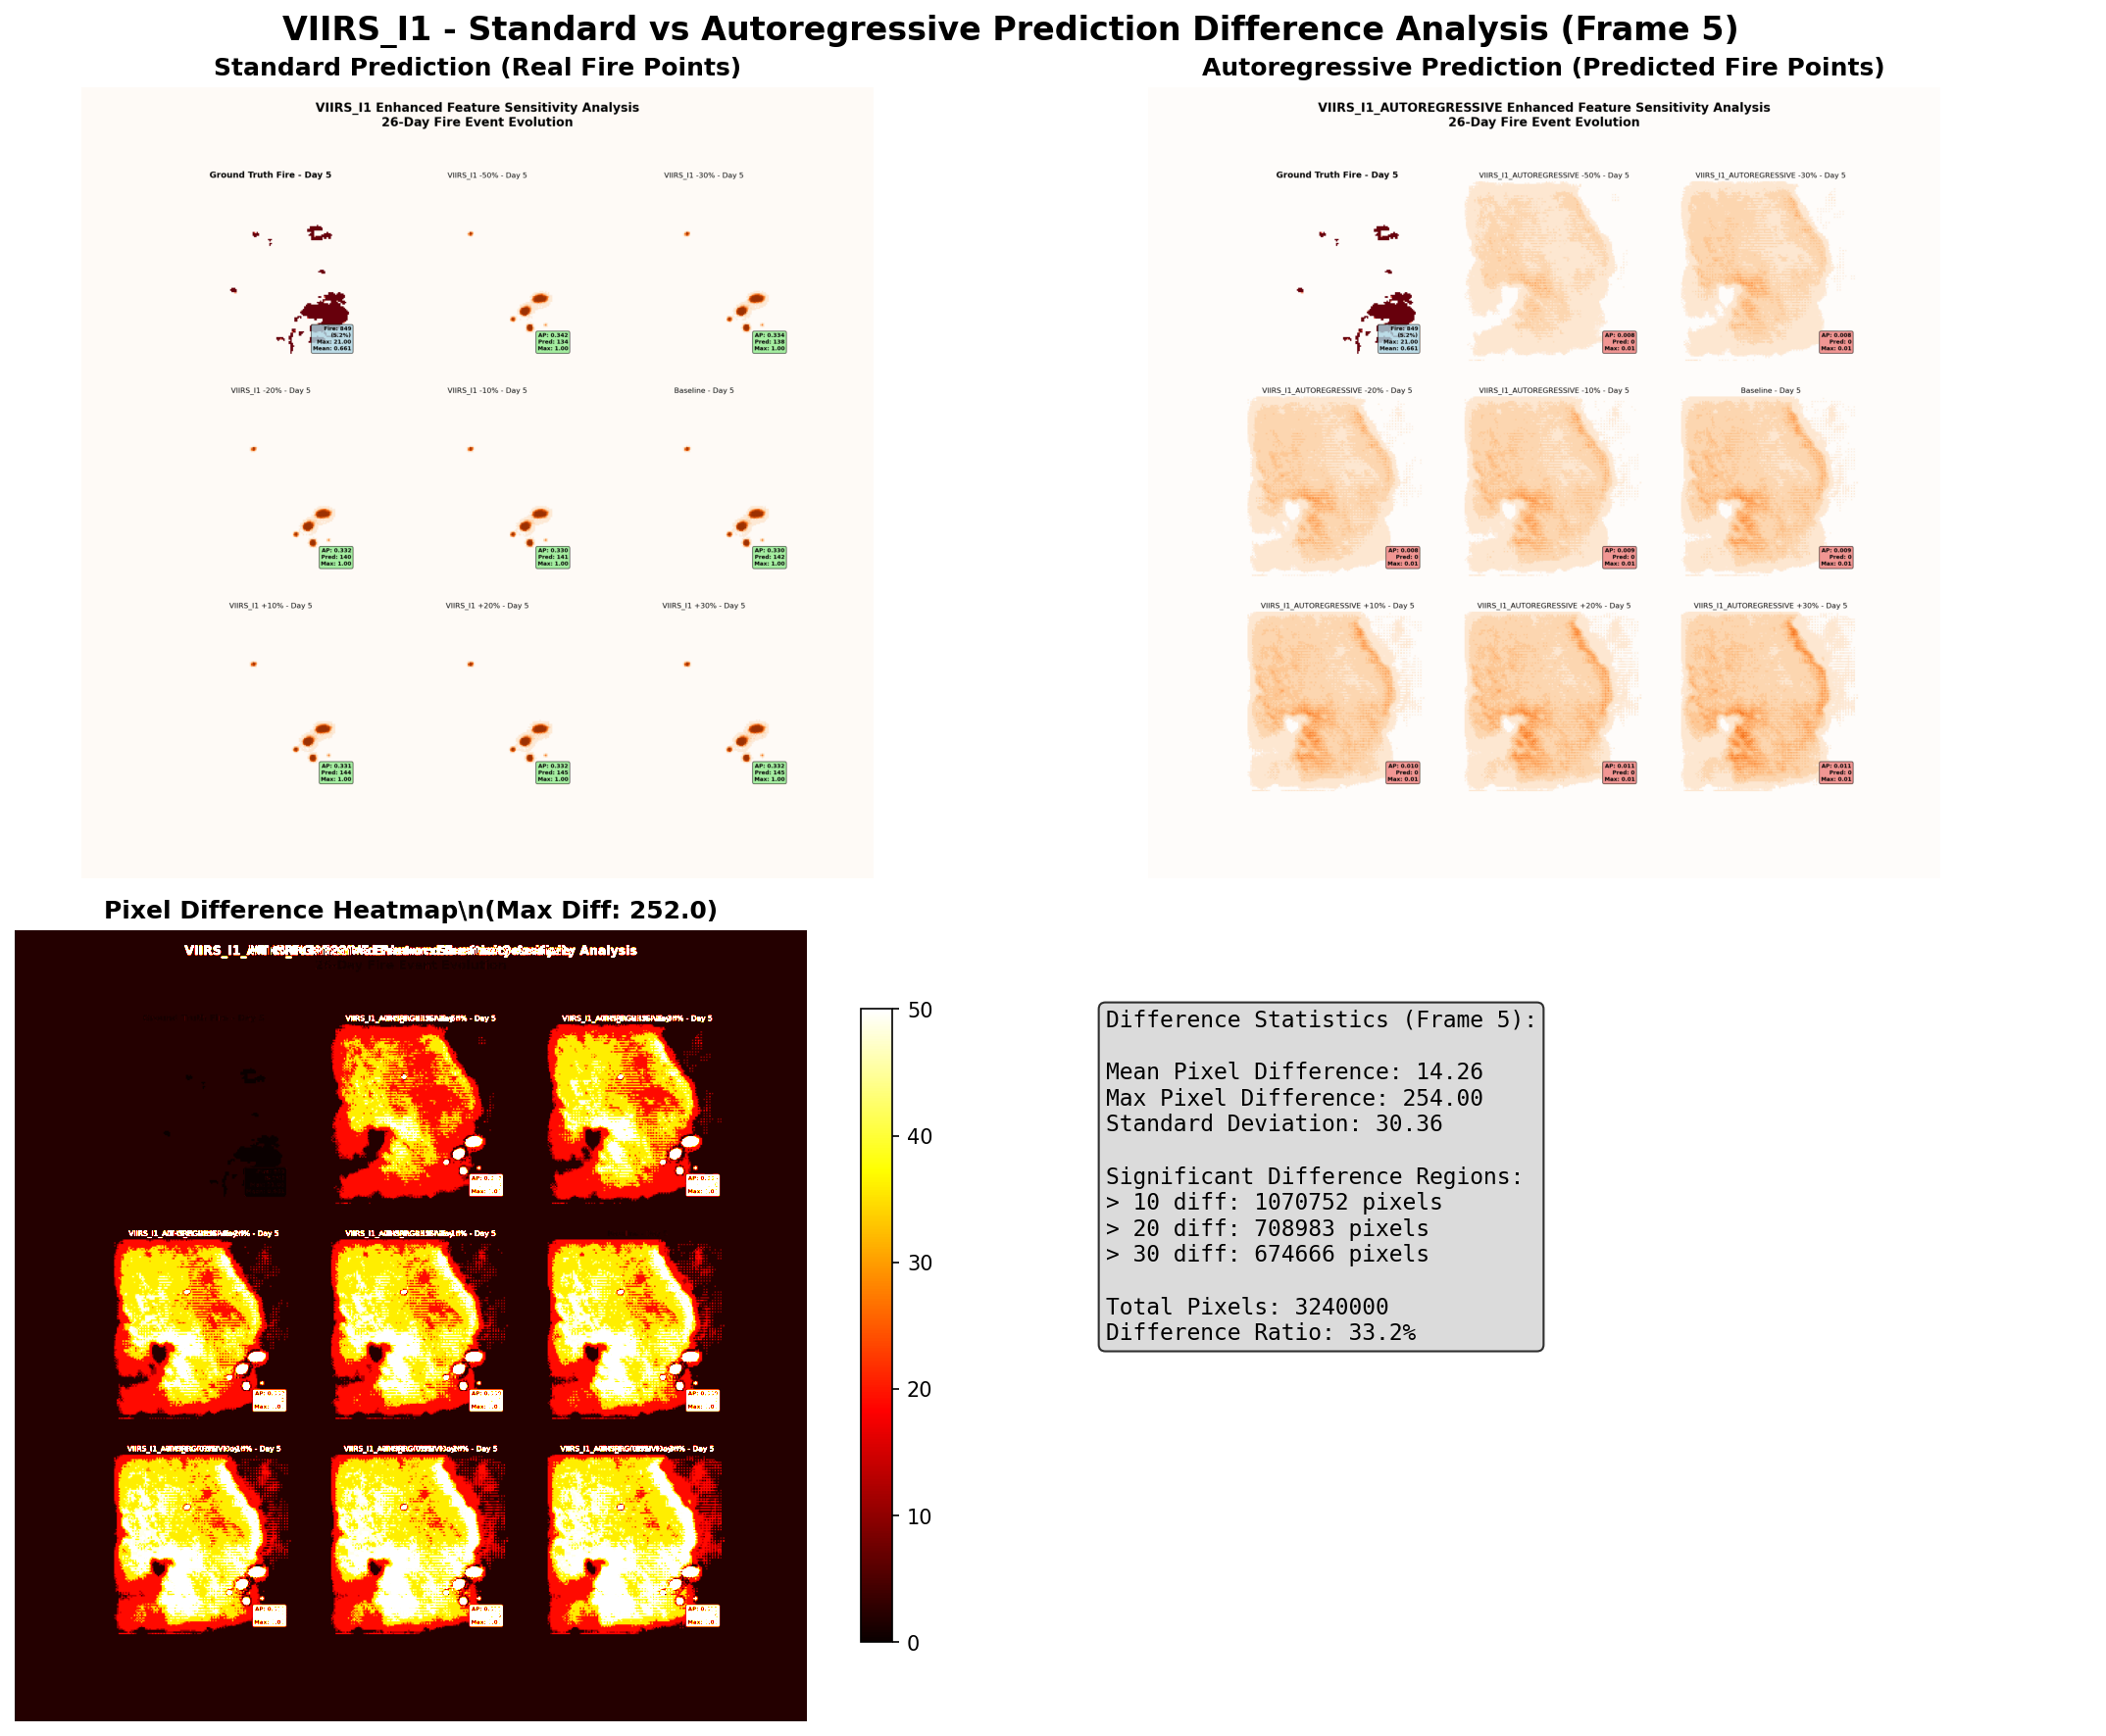 VIIRS_I1 - Standard vs Autoregressive Prediction Difference Analysis (Frame 5)
Standard Prediction (Real Fire Points)
VIIRS_I1 Enhanced Feature Sensitivity Analysis
26-Day Fire Event Evolution
Ground Truth Fire - Day 5
VIIRS_I1 -50% - Day 5
VIIRS_I1 -30% - Day 5
Fire: 849
(5.2%)
Max: 21.00
Mean: 0.661
AP: 0.342
Pred: 134
Max: 1.00
AP: 0.334
Pred: 138
Max: 1.00
VIIRS_I1 -20% - Day 5
VIIRS_I1 -10% - Day 5
Baseline - Day 5
AP: 0.332
Pred: 140
Max: 1.00
AP: 0.330
Pred: 141
Max: 1.00
AP: 0.330
Pred: 142
Max: 1.00
VIIRS_I1 +10% - Day 5
VIIRS_I1 +20% - Day 5
VIIRS_I1 +30% - Day 5
AP: 0.331
Pred: 144
Max: 1.00
AP: 0.332
Pred: 145
Max: 1.00
AP: 0.332
Pred: 145
Max: 1.00
Autoregressive Prediction (Predicted Fire Points)
VIIRS_I1_AUTOREGRESSIVE Enhanced Feature Sensitivity Analysis
26-Day Fire Event Evolution
Ground Truth Fire - Day 5
VIIRS_I1_AUTOREGRESSIVE -50% - Day 5
VIIRS_I1_AUTOREGRESSIVE -30% - Day 5
Fire: 849
(5.2%)
Max: 21.00
Mean: 0.661
AP: 0.008
Pred: 0
Max: 0.01
AP: 0.008
Pred: 0
Max: 0.01
VIIRS_I1_AUTOREGRESSIVE -20% - Day 5
VIIRS_I1_AUTOREGRESSIVE -10% - Day 5
Baseline - Day 5
AP: 0.008
Pred: 0
Max: 0.01
AP: 0.009
Pred: 0
Max: 0.01
AP: 0.009
Pred: 0
Max: 0.01
VIIRS_I1_AUTOREGRESSIVE +10% - Day 5
VIIRS_I1_AUTOREGRESSIVE +20% - Day 5
VIIRS_I1_AUTOREGRESSIVE +30% - Day 5
AP: 0.010
Pred: 0
Max: 0.01
AP: 0.011
Pred: 0
Max: 0.01
AP: 0.011
Pred: 0
Max: 0.01
Pixel Difference Heatmap\n(Max Diff: 252.0)
50
40
30
20
10
0
Difference Statistics (Frame 5):
Mean Pixel Difference: 14.26
Max Pixel Difference: 254.00
Standard Deviation: 30.36
Significant Difference Regions:
> 10 diff: 1070752 pixels
> 20 diff: 708983 pixels
> 30 diff: 674666 pixels
Total Pixels: 3240000
Difference Ratio: 33.2%